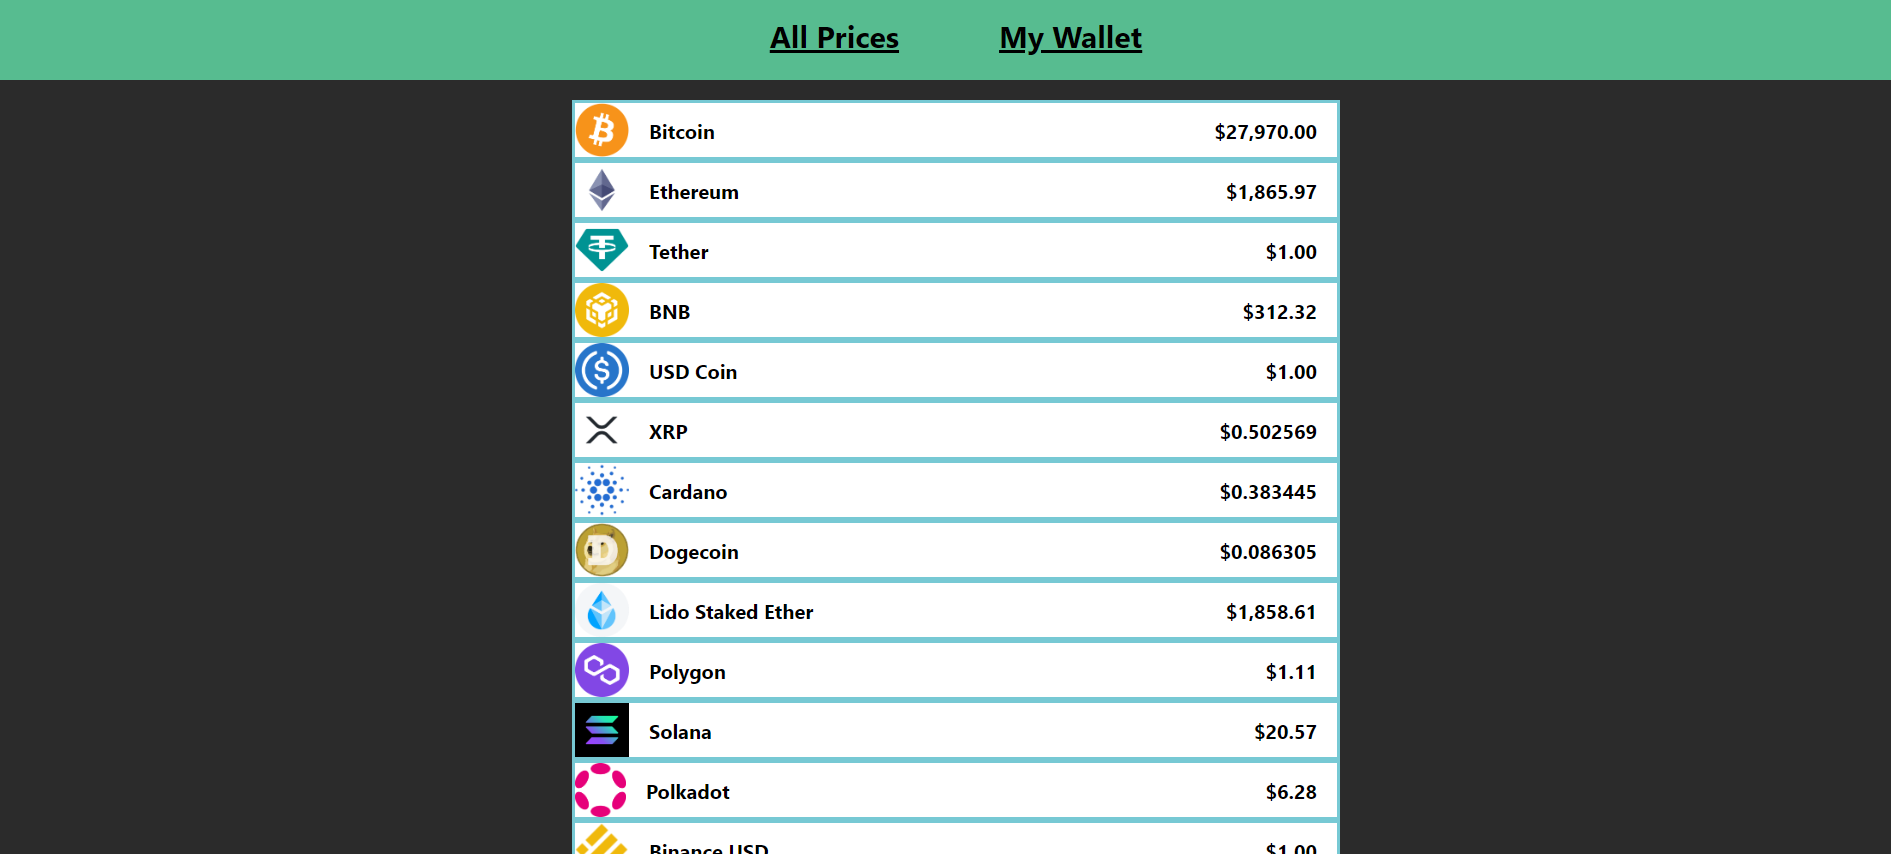 All Prices My Wallet
Bitcoin $27,970.00
Ethereum $1,865.97
Tether $1.00
BNB $312.32
USD Coin $1.00
XRP $0.502569
Cardano $0.383445
Dogecoin $0.086305
Lido Staked Ether $1,858.61
Polygon $1.11
Solana $20.57
Polkadot $6.28
Binance USD $1.00